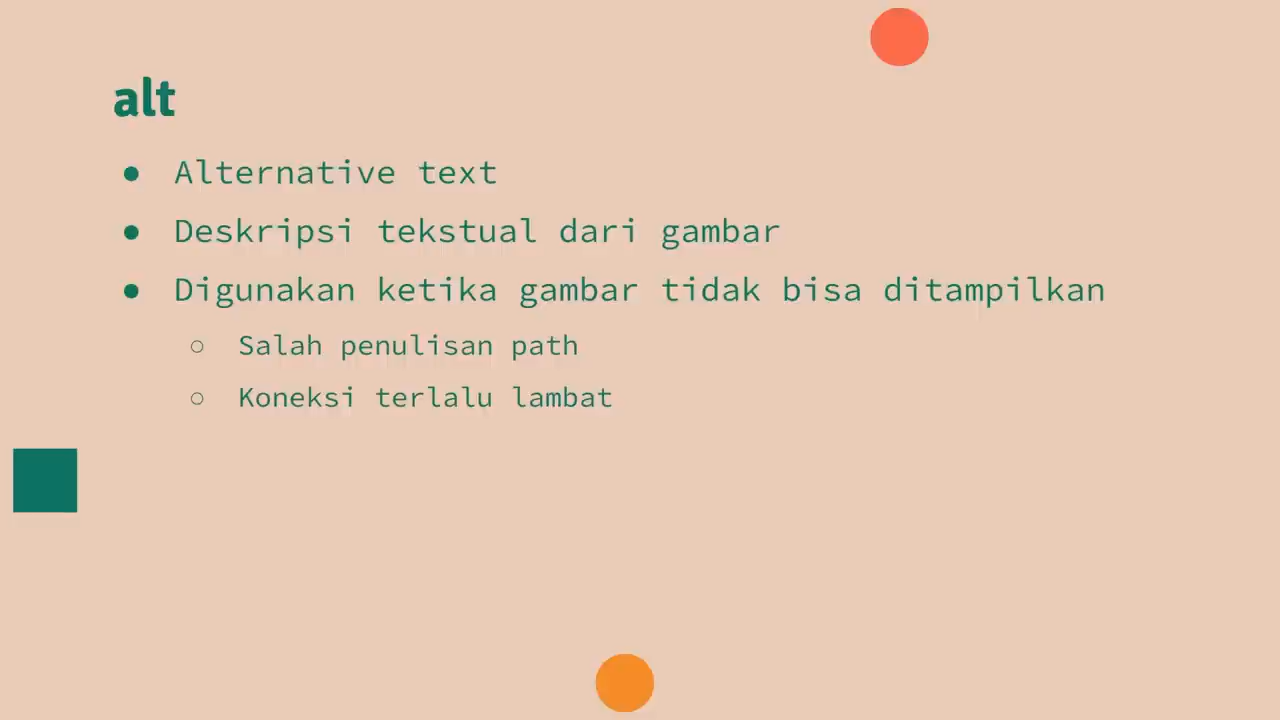 alt
● Alternative text
● Deskripsi tekstual dari gambar
● Digunakan ketika gambar tidak bisa ditampilkan
○ Salah penulisan path
○ Koneksi terlalu lambat